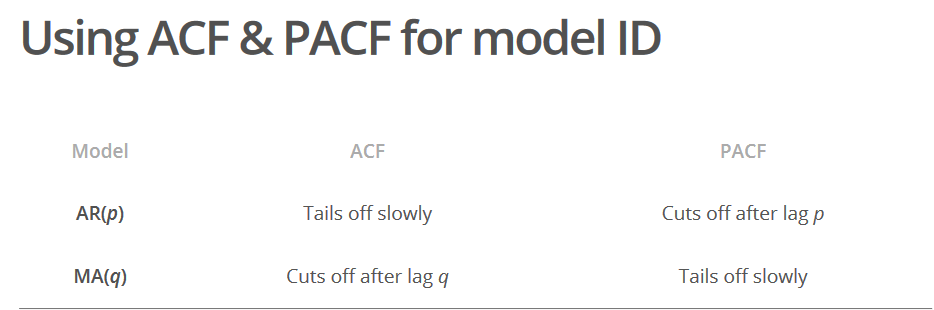 Using ACF & PACF for model ID
Model ACF PACF
AR(p) Tails off slowly Cuts off after lag p
MA(q) Cuts off after lag q Tails off slowly